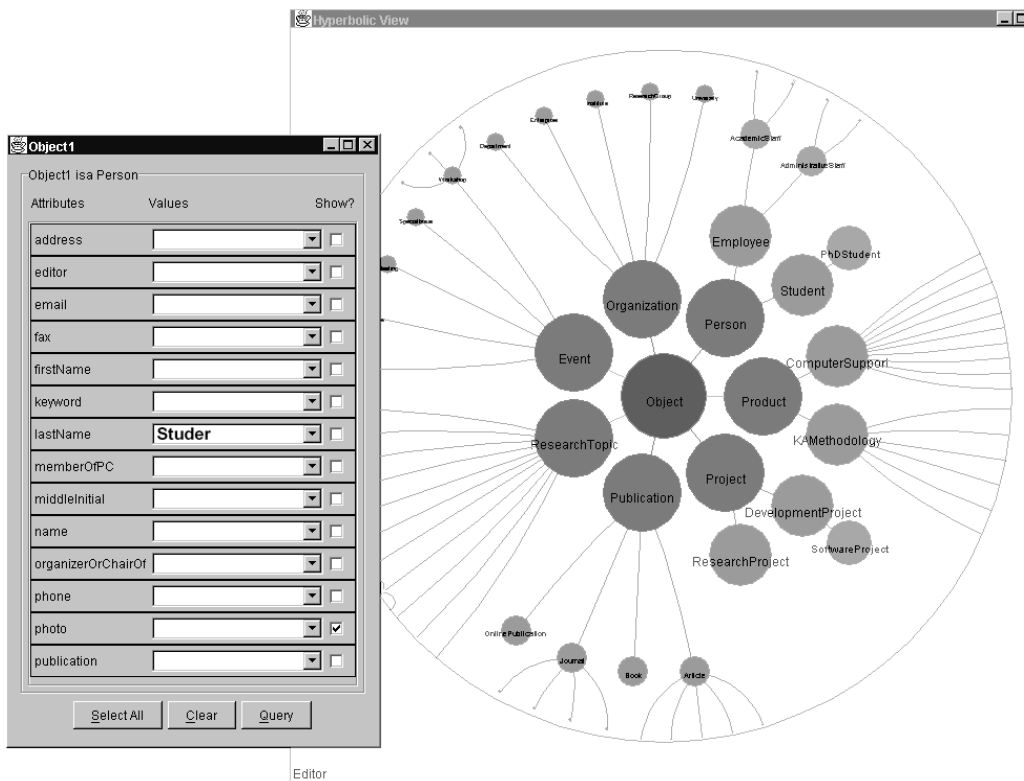 Hyperbolic View
Object1
Object1 isa Person
Attributes Values Show?
address
editor
email
fax
firstName
keyword
lastName Studer
memberOfPC
middleInitial
name
organizerOrChairOf
phone
photo
publication
Select All Clear Query
Institute
ResearchGroup
University
Enterprise
Department
Workshop
SpecialIssue
AcademicStaff
AdministrativeStaff
Employee
PhDStudent
Student
Organization
Person
Event
ComputerSupport
Object
Product
ResearchTopic
KAMethodology
Publication
Project
DevelopmentProject
SoftwareProject
ResearchProject
OnlinePublication
Journal
Book
Article
Editor